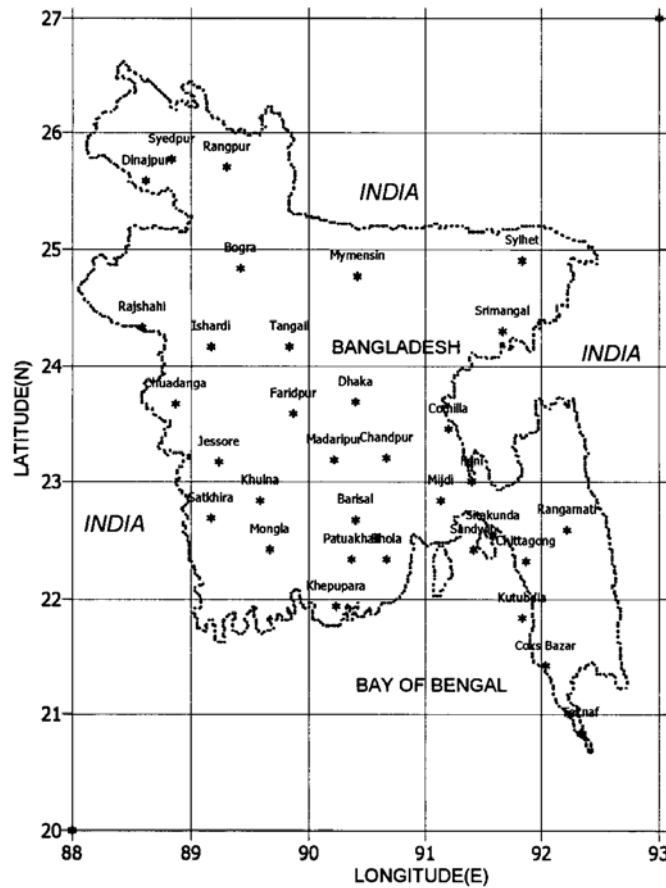 27
26
25
24
23
22
21
20
LATITUDE(N)
Syedpur
Dinajpur
Rangpur
INDIA
Bogra
Mymensin
Sylhet
Rajshahi
Ishardi
Tangail
Srimangal
BANGLADESH
INDIA
Chuadanga
Faridpur
Dhaka
Comilla
Jessore
Madaripur
Chandpur
Feni
Satkhira
Khulna
Mijdi
INDIA
Mongla
Barisal
Sitakunda
Rangamati
Patuakhali
Bhola
Sandwip
Chittagong
Khepupara
Kutubdia
Coks Bazar
BAY OF BENGAL
Teknaf
88
89
90
91
92
93
LONGITUDE(E)